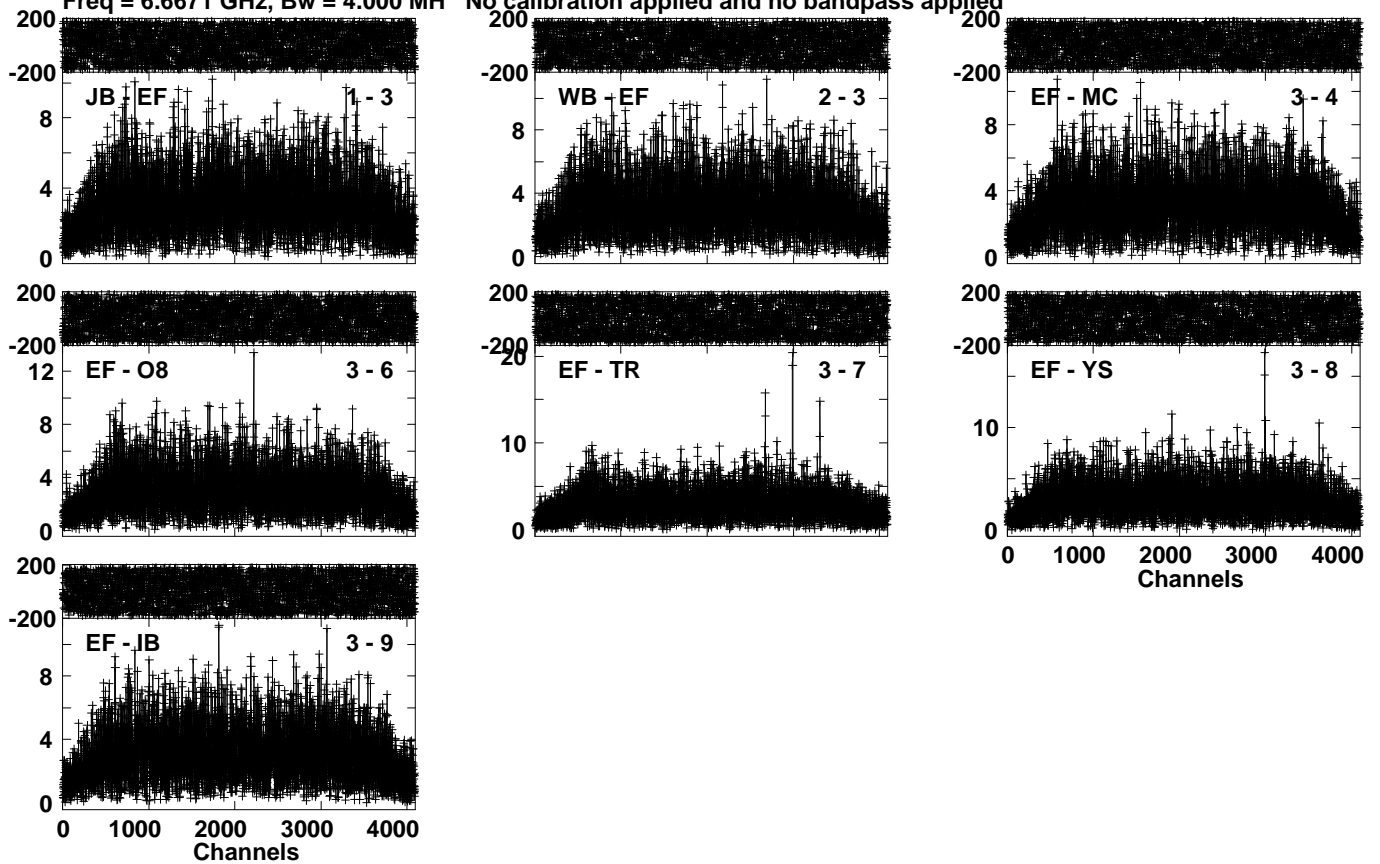 Freq = 6.6671 GHz, Bw = 4.000 MH No calibration applied and no bandpass applied
200 200 200
-200 -200 -200
JB - EF 1 - 3 WB - EF 2 - 3 EF - MC 3 - 4
8 8 8
4 4 4
0 0 0
200 200 200
-200 -200 -200
EF - O8 3 - 6 EF - TR 3 - 7 EF - YS 3 - 8
12 20
8 10 10
4
0 0 0
0 1000 2000 3000 4000
Channels
200
-200
EF - IB 3 - 9
8
4
0
0 1000 2000 3000 4000
Channels